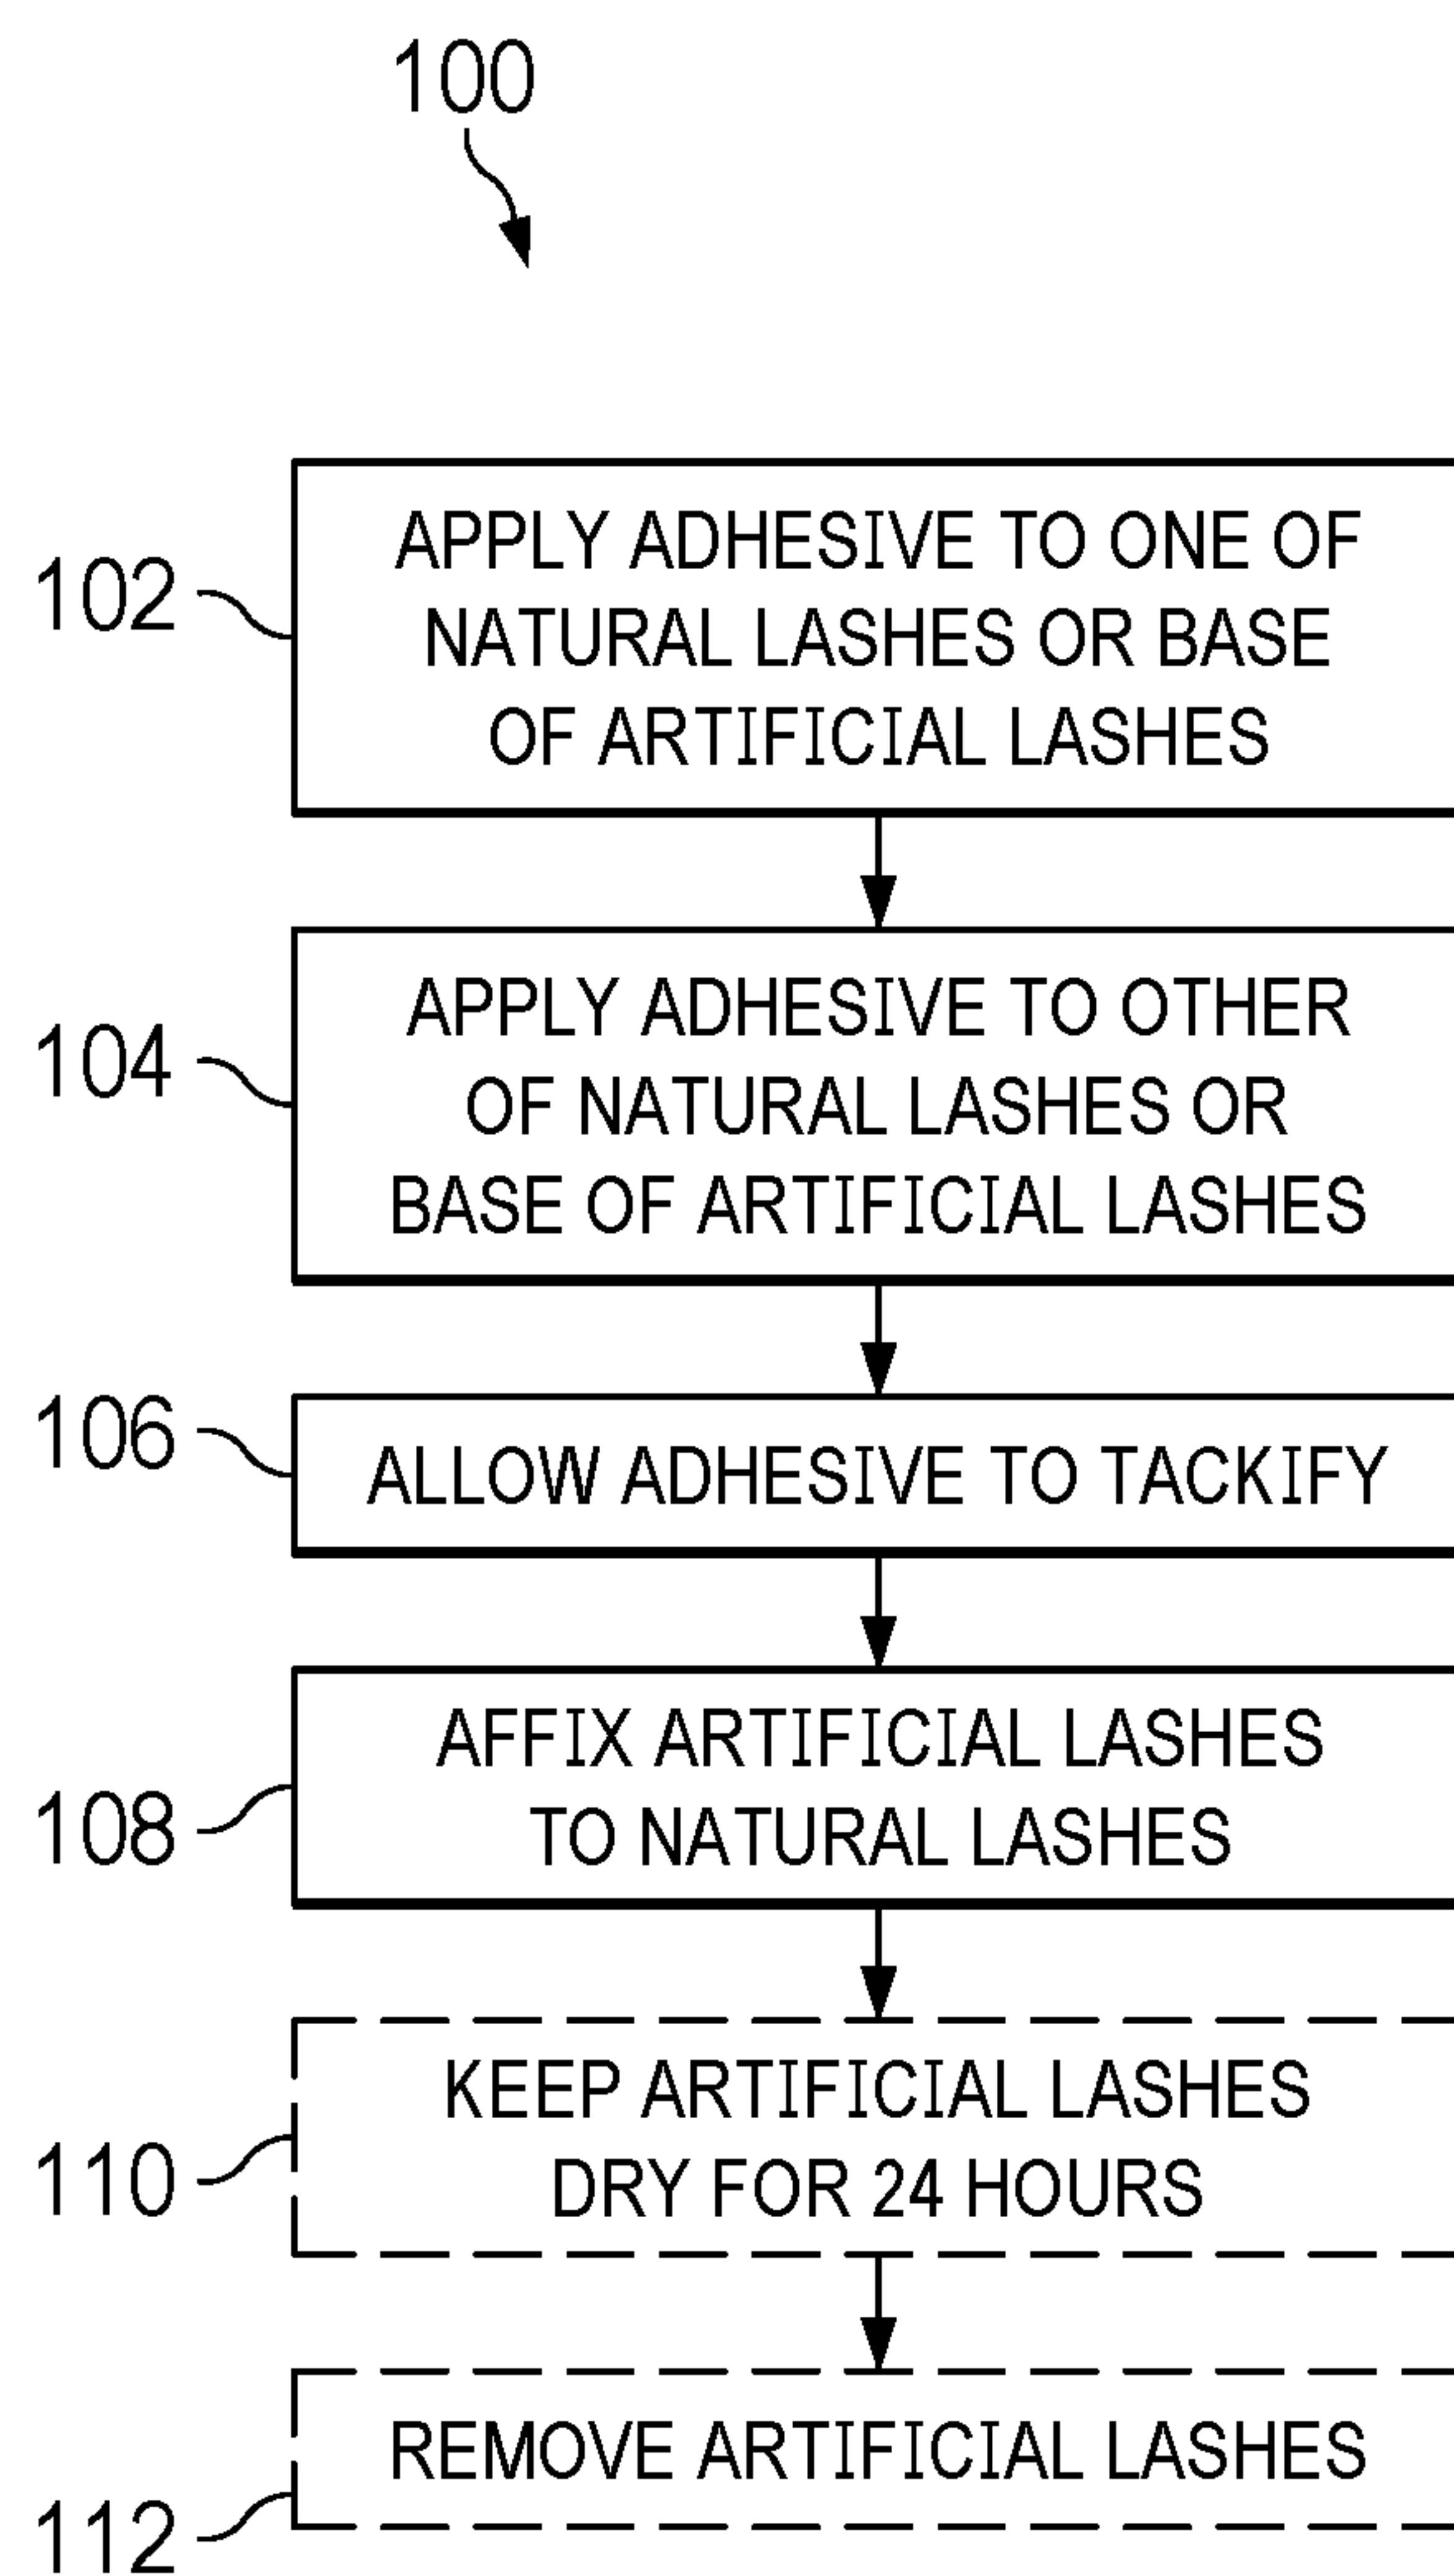 100
102
APPLY ADHESIVE TO ONE OF
NATURAL LASHES OR BASE
OF ARTIFICIAL LASHES
104
APPLY ADHESIVE TO OTHER
OF NATURAL LASHES OR
BASE OF ARTIFICIAL LASHES
106
ALLOW ADHESIVE TO TACKIFY
108
AFFIX ARTIFICIAL LASHES
TO NATURAL LASHES
110
KEEP ARTIFICIAL LASHES
DRY FOR 24 HOURS
112
REMOVE ARTIFICIAL LASHES